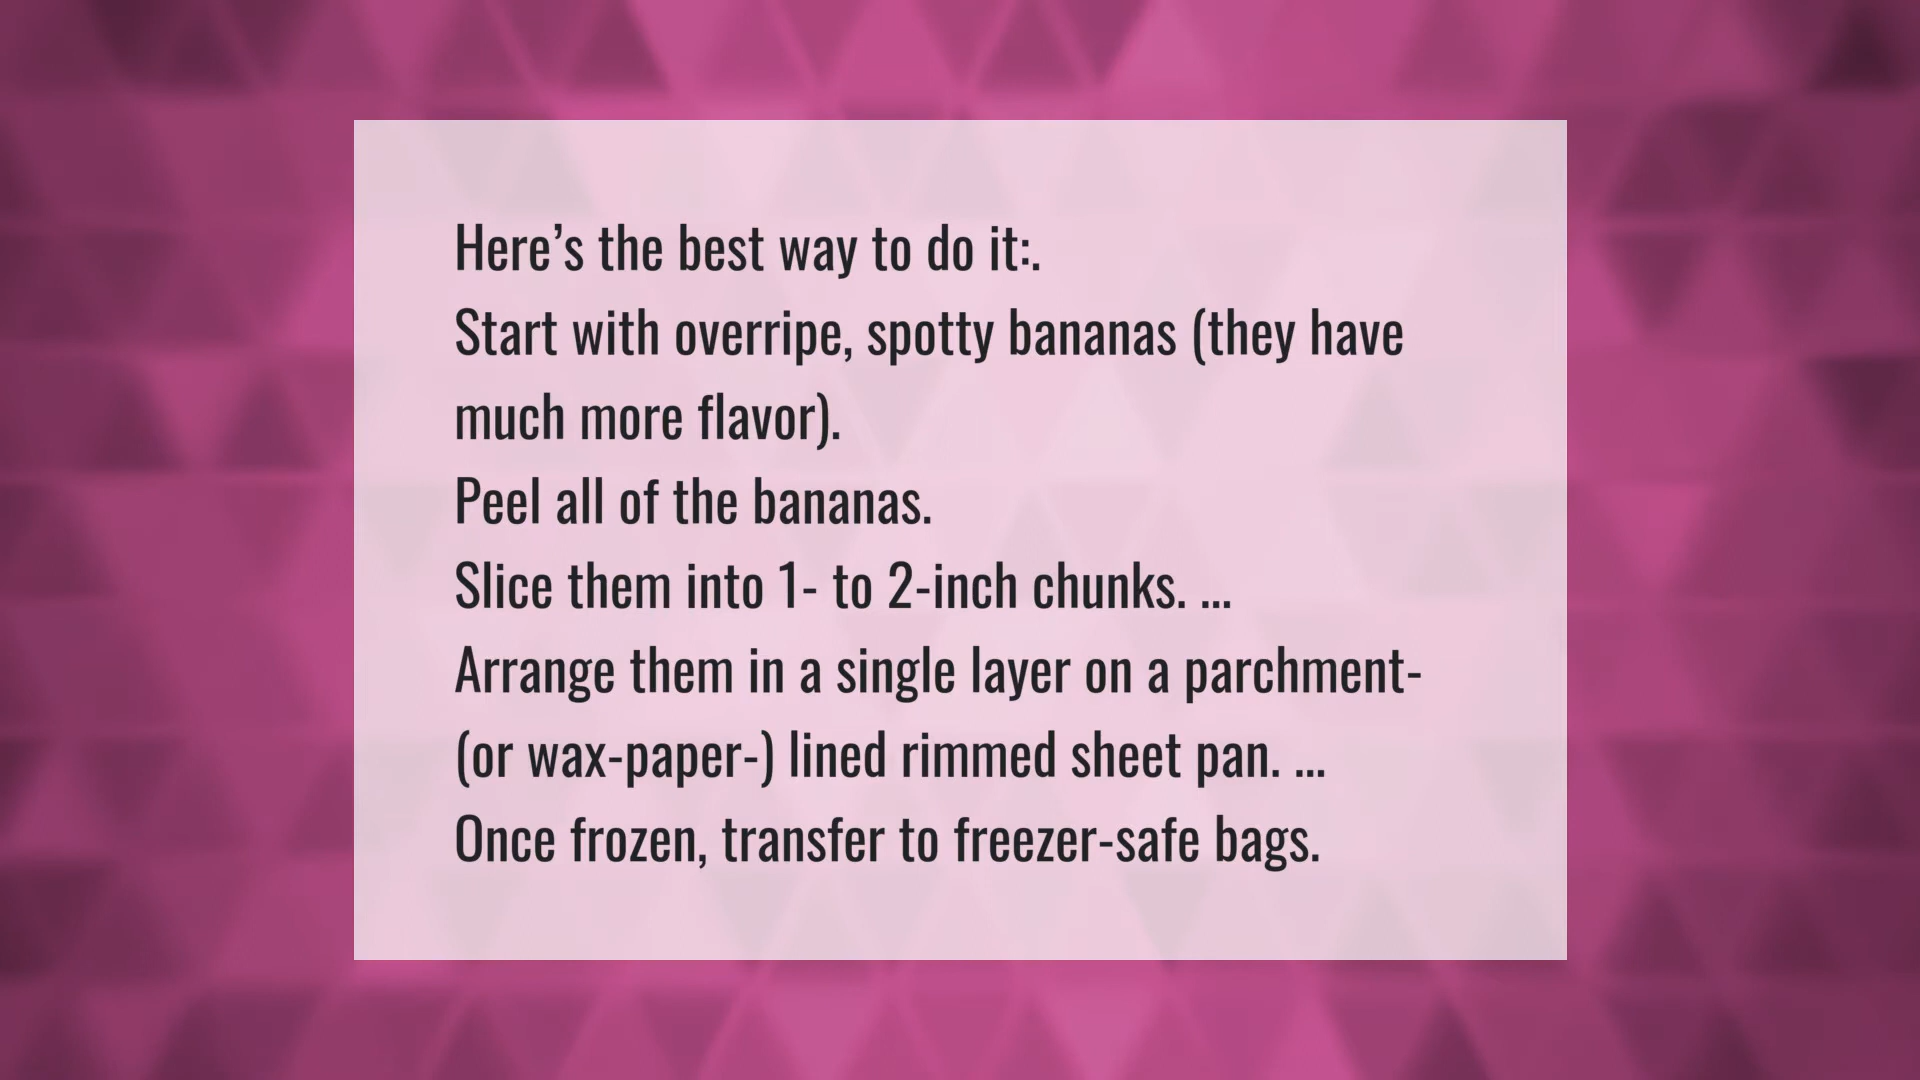 Here’s the best way to do it:.
Start with overripe, spotty bananas (they have
much more flavor).
Peel all of the bananas.
Slice them into 1- to 2-inch chunks. ...
Arrange them in a single layer on a parchment-
(or wax-paper-) lined rimmed sheet pan. ...
Once frozen, transfer to freezer-safe bags.